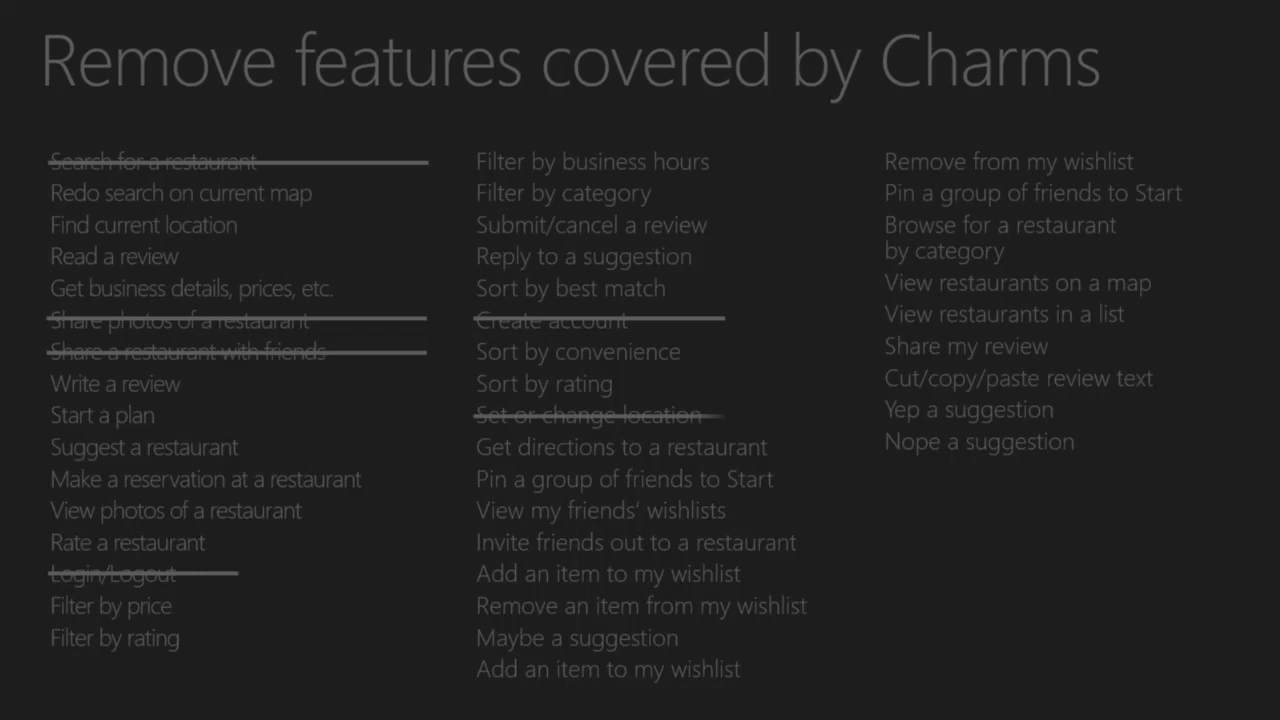 Remove features covered by Charms
Search for a restaurant
Redo search on current map
Find current location
Read a review
Get business details, prices, etc.
Share photos of a restaurant
Share a restaurant with friends
Write a review
Start a plan
Suggest a restaurant
Make a reservation at a restaurant
View photos of a restaurant
Rate a restaurant
Login/Logout
Filter by price
Filter by rating
Filter by business hours
Filter by category
Submit/cancel a review
Reply to a suggestion
Sort by best match
Create account
Sort by convenience
Sort by rating
Set or change location
Get directions to a restaurant
Pin a group of friends to Start
View my friends’ wishlists
Invite friends out to a restaurant
Add an item to my wishlist
Remove an item from my wishlist
Maybe a suggestion
Add an item to my wishlist
Remove from my wishlist
Pin a group of friends to Start
Browse for a restaurant
by category
View restaurants on a map
View restaurants in a list
Share my review
Cut/copy/paste review text
Yep a suggestion
Nope a suggestion